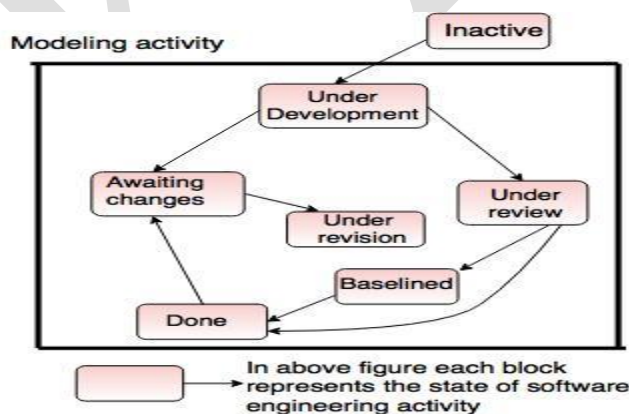 Inactive
Modeling activity
Under
Development
Awaiting
changes
Under
review
Under
revision
Baselined
Done
In above figure each block
represents the state of software
engineering activity